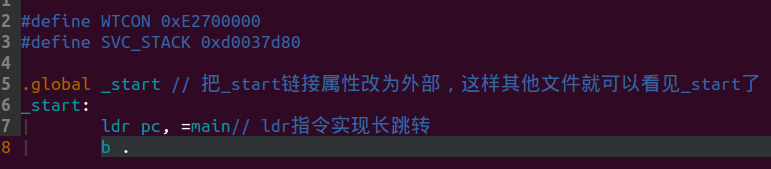 1
2 #define WTCON 0xE2700000
3 #define SVC_STACK 0xd0037d80
4
5 .global _start // 把_start链接属性改为外部，这样其他文件就可以看见_start了
6 _start:
7 | ldr pc, =main// ldr指令实现长跳转
8 | b .